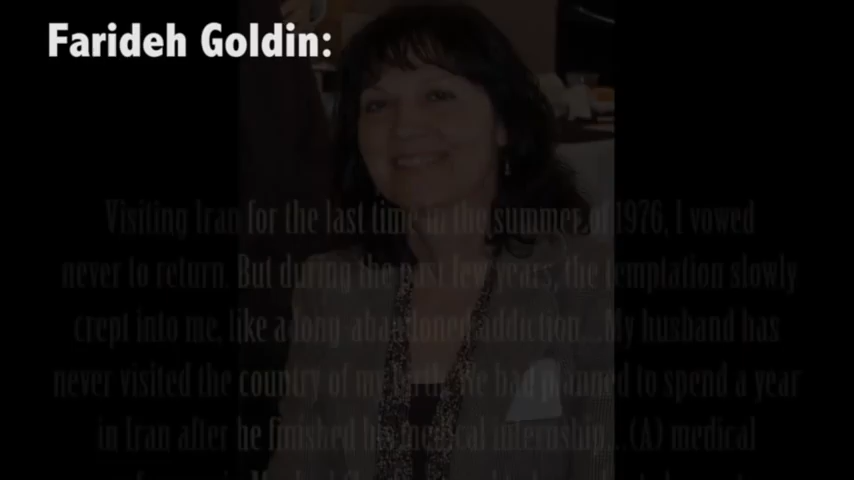 Farideh Goldin:
Visiting Iran for the last time in the summer of 1976, I vowed
never to return. But during the past few years, the temptation slowly
crept into me, like a long-abandoned addiction... My husband has
never visited the country of my birth. He had planned to spend a year
in Iran after he finished his medical internship... (A) medical